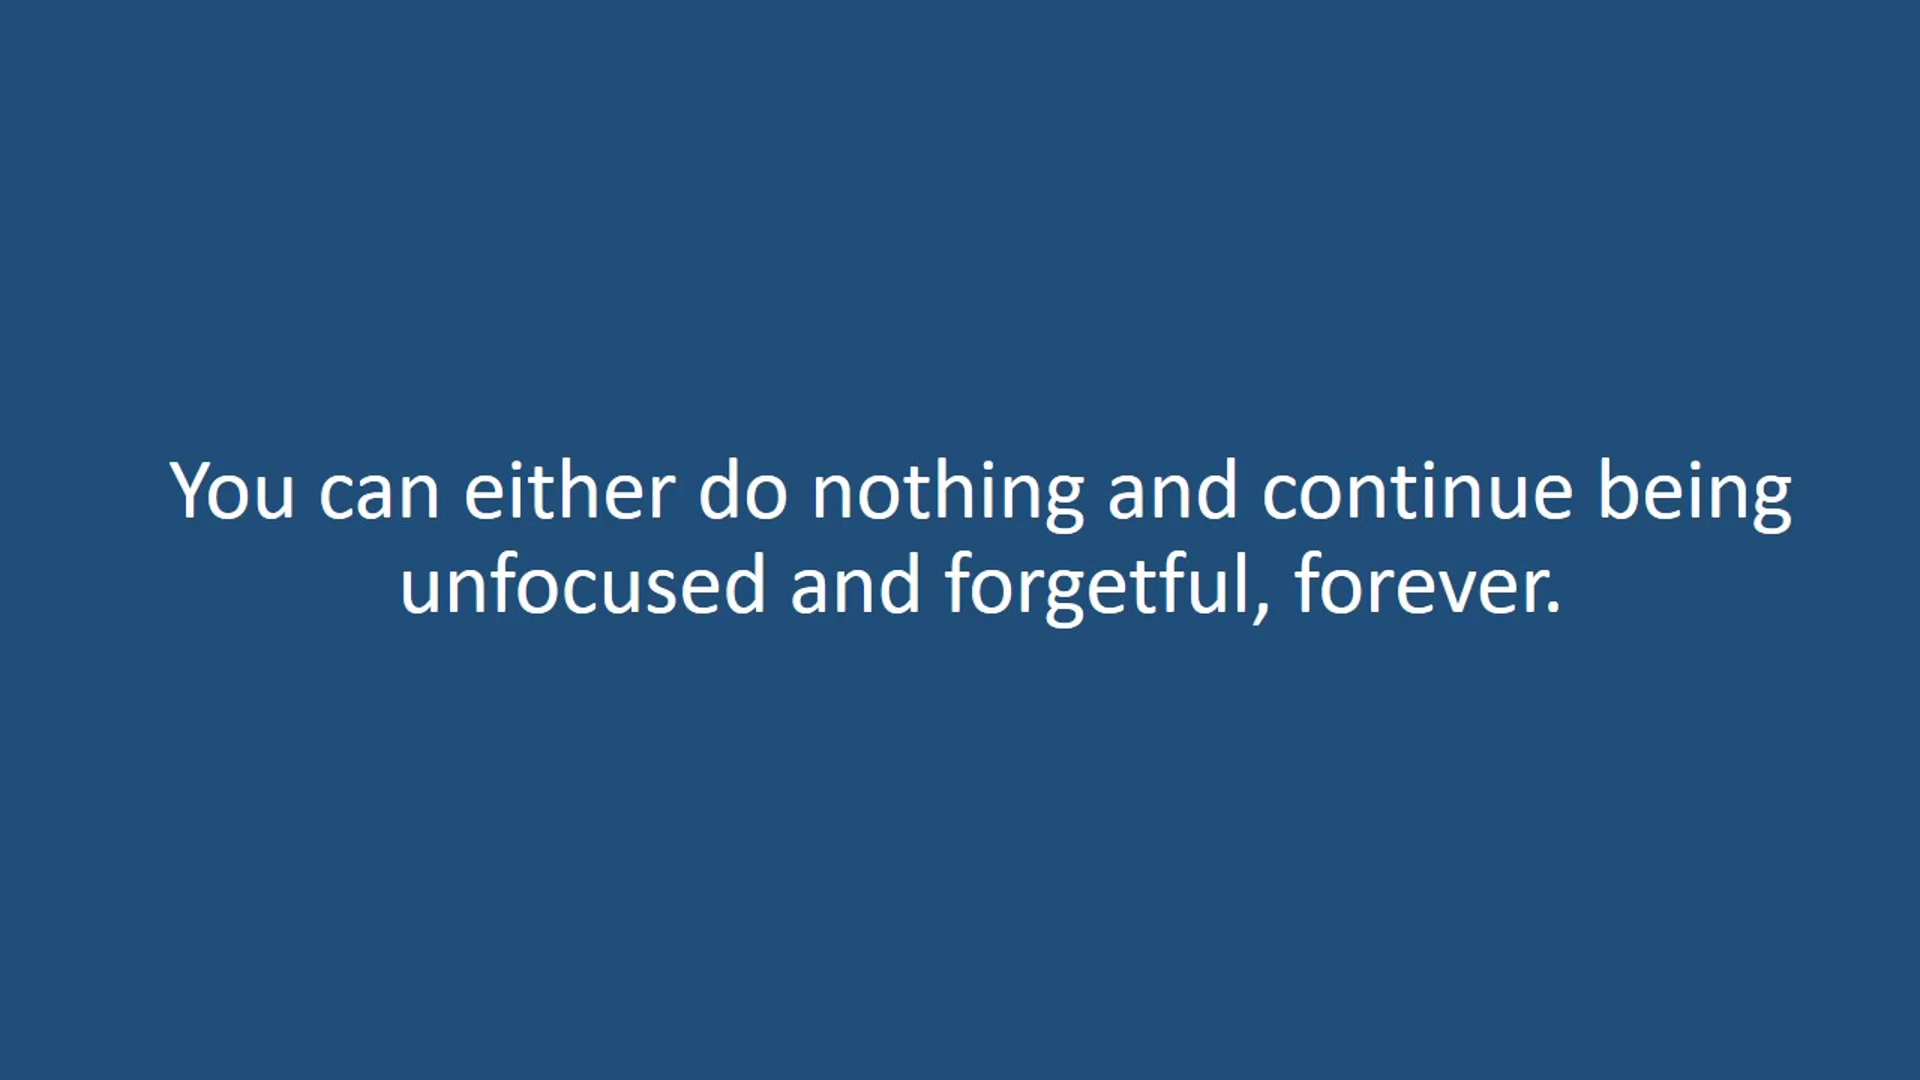 You can either do nothing and continue being
unfocused and forgetful, forever.